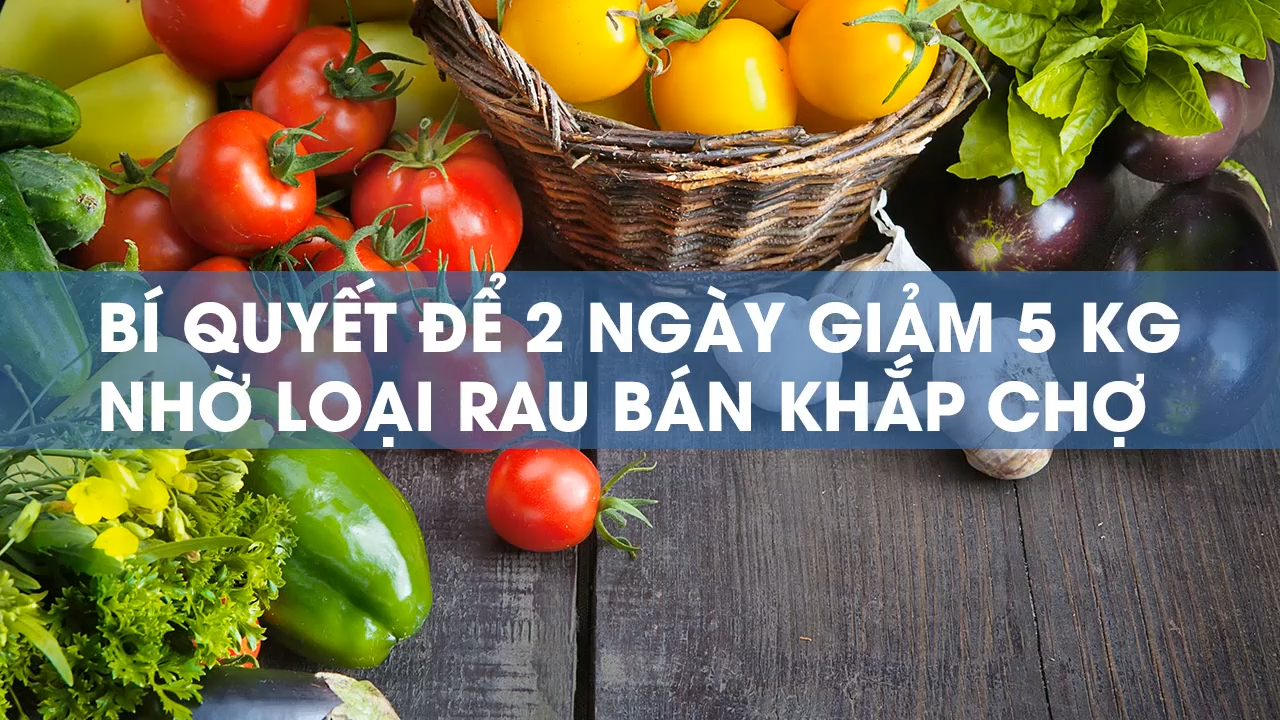 BÍ QUYẾT ĐỂ 2 NGÀY GIẢM 5 KG
NHỜ LOẠI RAU BÁN KHẮP CHỢ